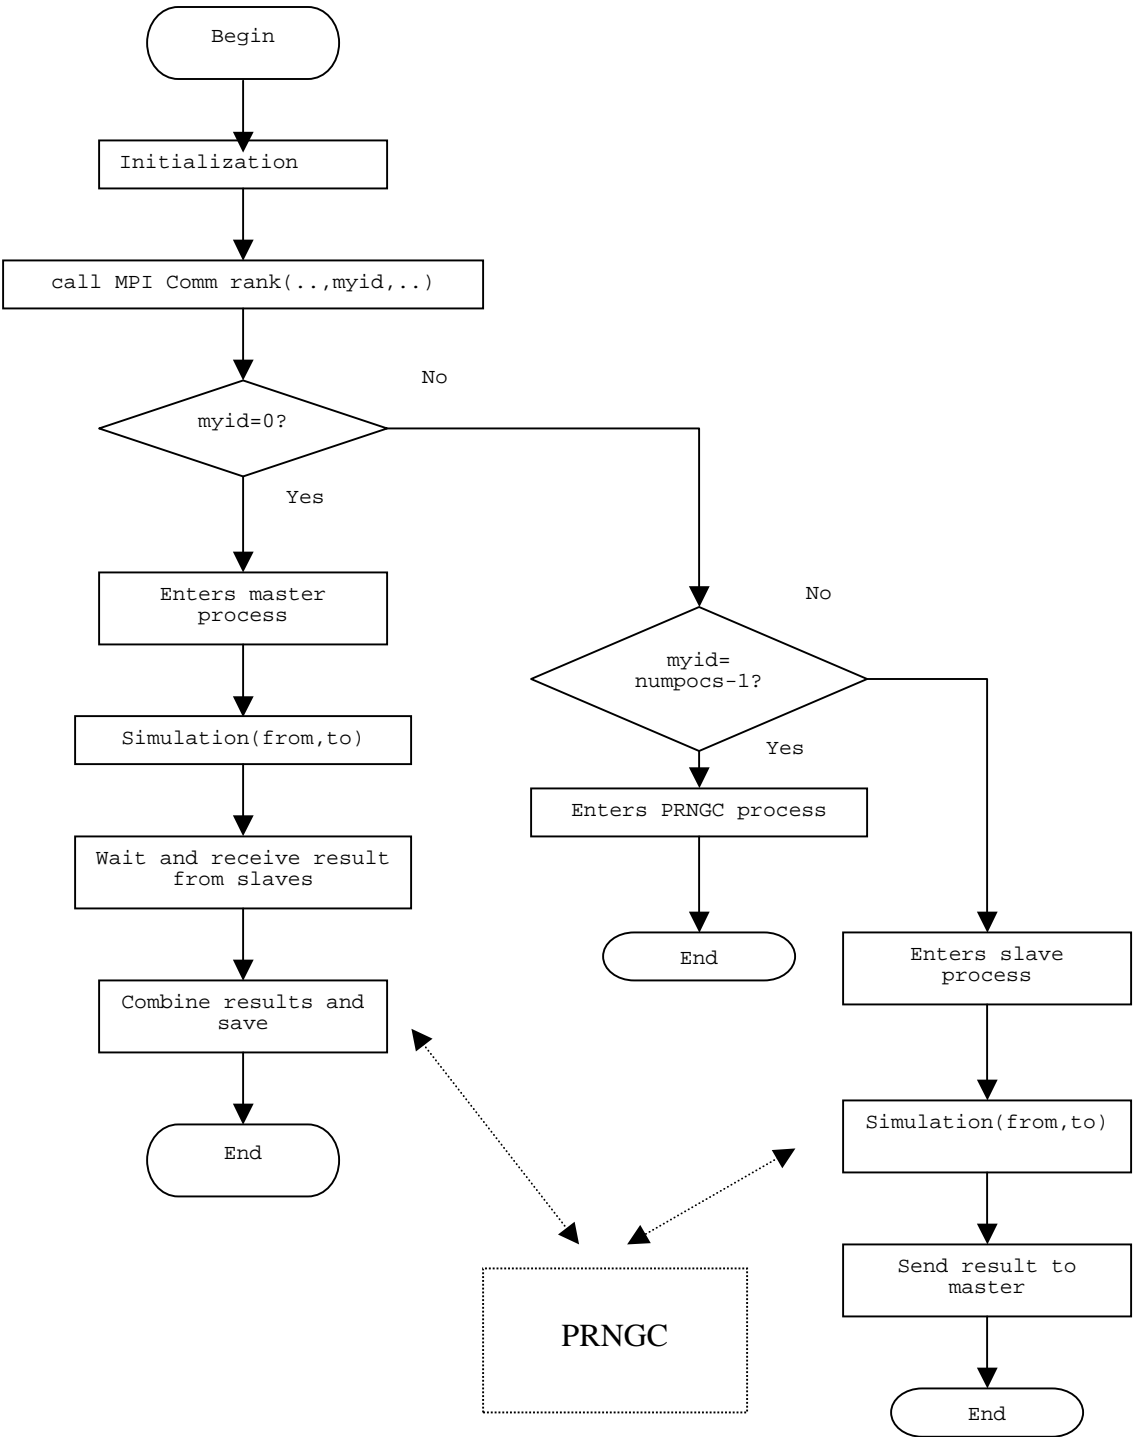 Begin
Initialization
call MPI Comm rank(..,myid,..)
No
myid=0?
Yes
Enters master
process
Simulation(from,to)
Wait and receive result
from slaves
Combine results and
save
End
No
myid=
numpocs-1?
Yes
Enters PRNGC process
End
Enters slave
process
Simulation(from,to)
Send result to
master
End
PRNGC